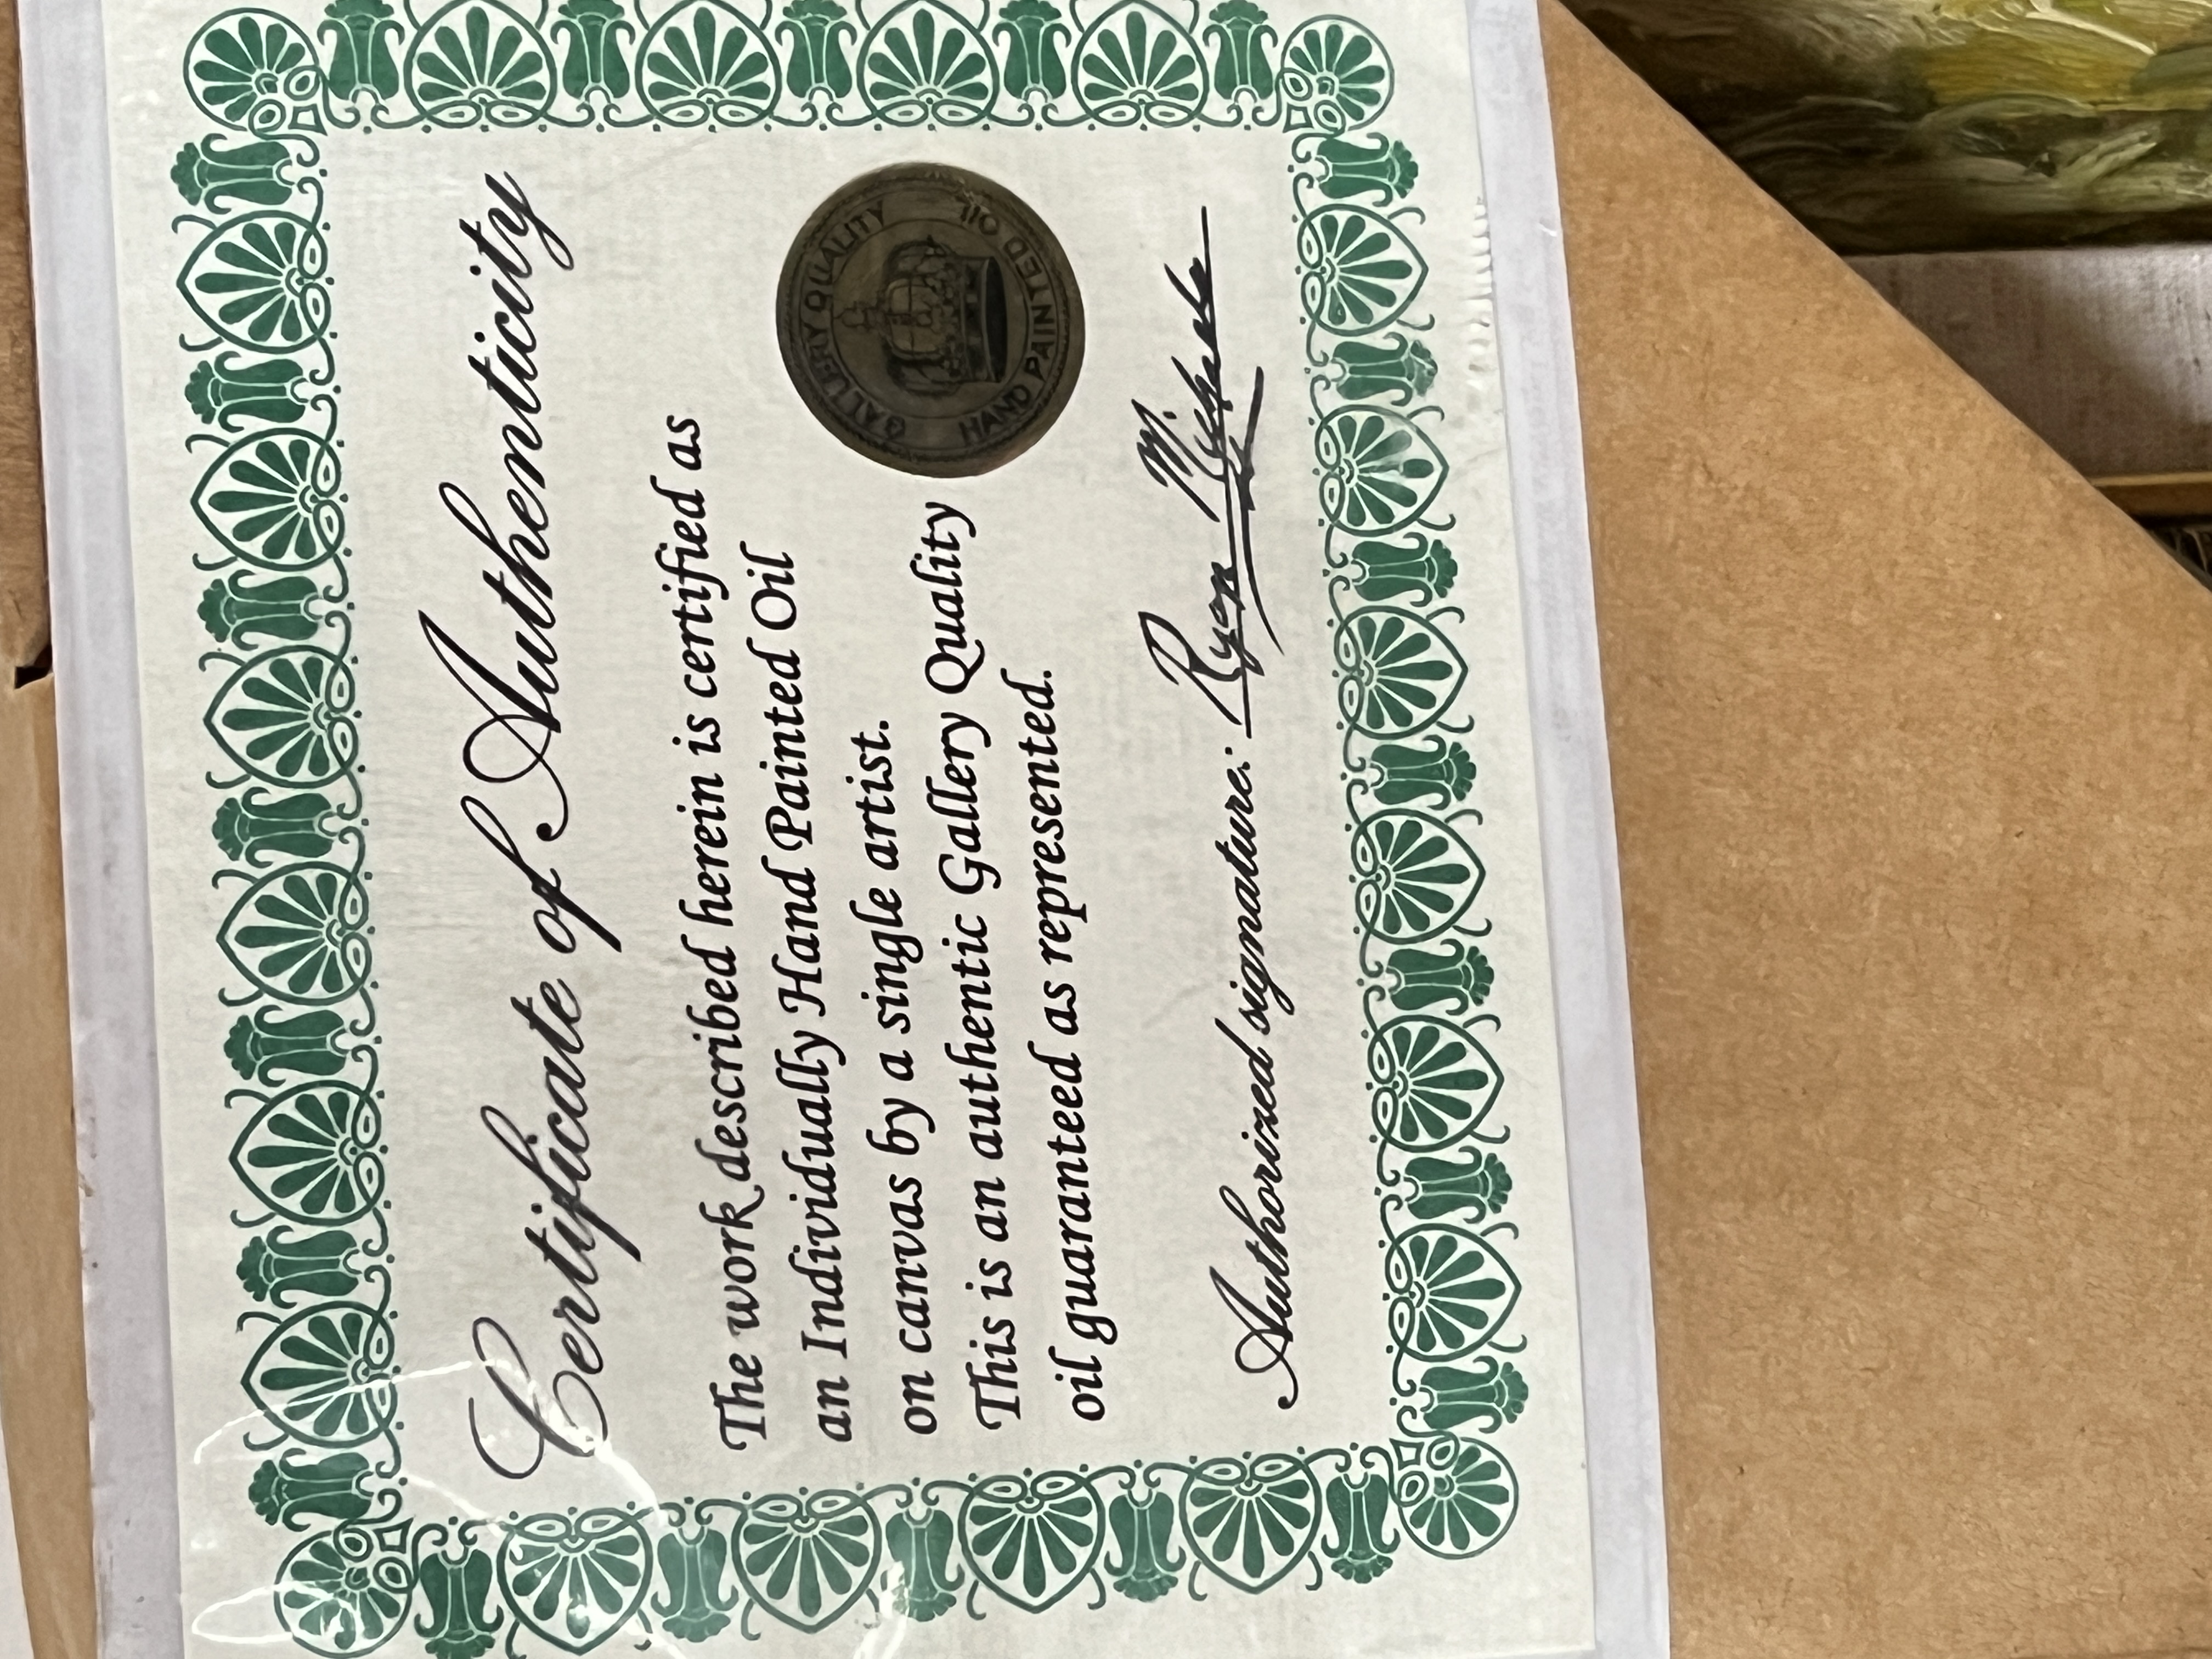 Certificate of Authenticity
The work described herein is certified as
an Individually Hand Painted Oil
on canvas by a single artist.
This is an authentic Gallery Quality
oil guaranteed as represented.
GALLERY QUALITY
HAND PAINTED OIL
Authorized signature: Ryan M.